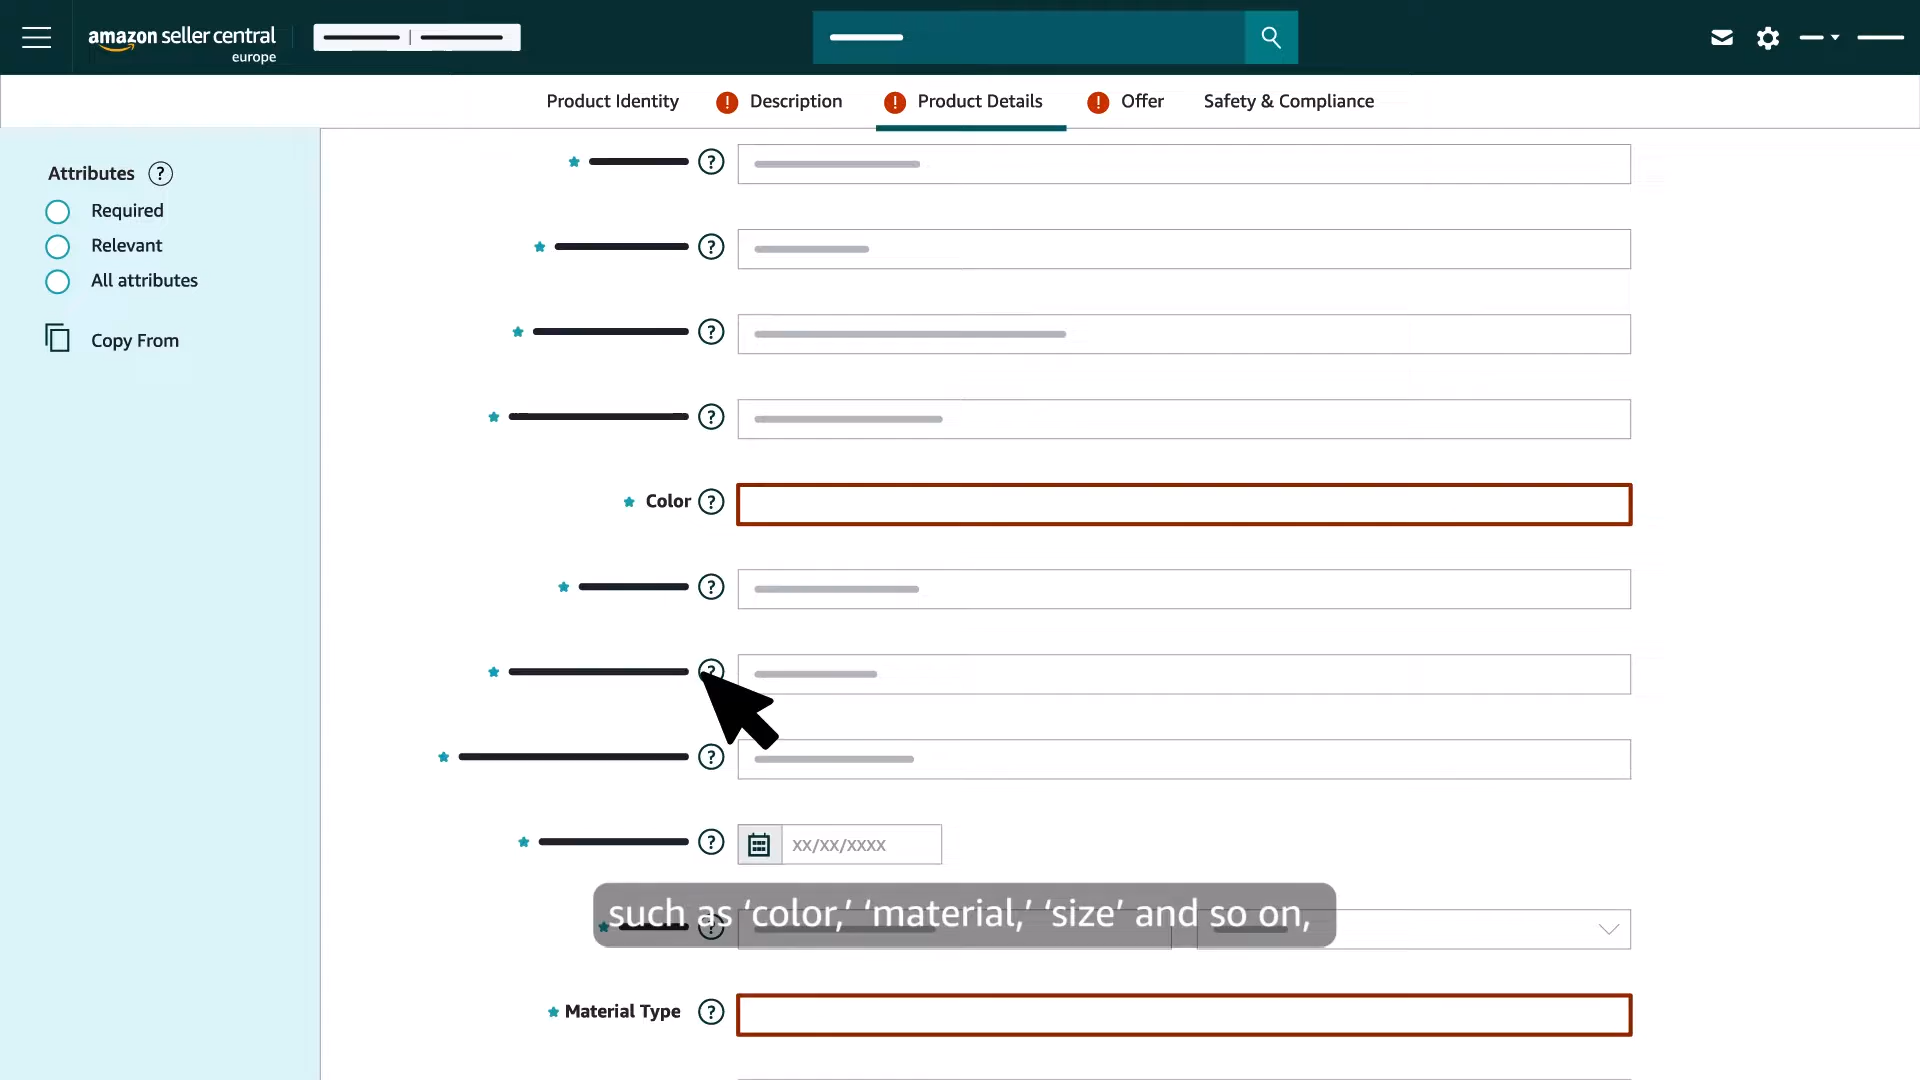 amazon seller central
europe
Product Identity
! Description
! Product Details
! Offer
Safety & Compliance
Attributes ?
Required
Relevant
All attributes
Copy From
?
?
?
?
* Color ?
?
?
?
?
XX/XX/XXXX
?
such as ‘color,’ ‘material,’ ‘size’ and so on,
* Material Type ?